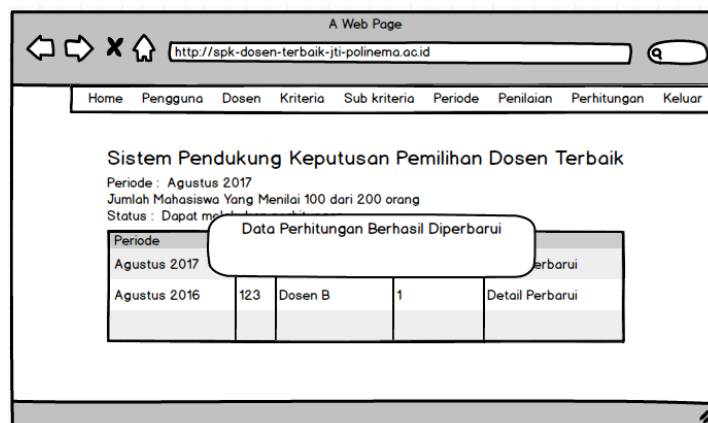 A Web Page
http://spk-dosen-terbaik-jti-polinema.ac.id
Home Pengguna Dosen Kriteria Sub kriteria Periode Penilaian Perhitungan Keluar
Sistem Pendukung Keputusan Pemilihan Dosen Terbaik
Periode : Agustus 2017
Jumlah Mahasiswa Yang Menilai 100 dari 200 orang
Status : Dapat
Data Perhitungan Berhasil Diperbarui
Periode
Agustus 2017
Agustus 2016 123 Dosen B 1 Detail Perbarui